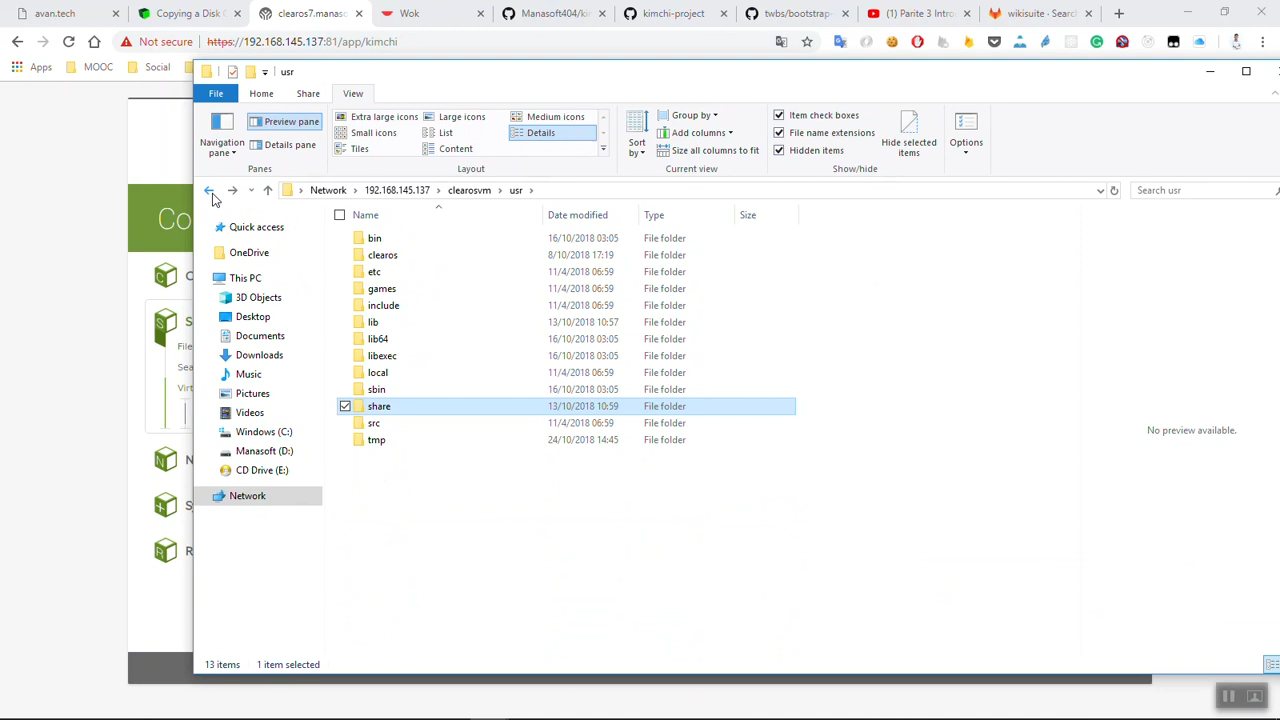 avan.tech
Copying a Disk
clearos7.manaso
Wok
Manasoft404/ki
kimchi-project
twbs/bootstrap-
(1) Parite 3 Intro
wikisuite · Searc
Not secure
https://192.168.145.137:81/app/kimchi
Apps
MOOC
Social
usr
File
Home
Share
View
Navigation pane
Preview pane
Details pane
Panes
Extra large icons
Large icons
Medium icons
Small icons
List
Details
Tiles
Content
Layout
Sort by
Group by
Add columns
Size all columns to fit
Current view
Item check boxes
File name extensions
Hidden items
Hide selected items
Show/hide
Options
Network
192.168.145.137
clearosvm
usr
Search usr
Name
Date modified
Type
Size
Quick access
OneDrive
This PC
3D Objects
Desktop
Documents
Downloads
Music
Pictures
Videos
Windows (C:)
Manasoft (D:)
CD Drive (E:)
Network
bin 16/10/2018 03:05 File folder
clearos 8/10/2018 17:19 File folder
etc 11/4/2018 06:59 File folder
games 11/4/2018 06:59 File folder
include 11/4/2018 06:59 File folder
lib 13/10/2018 10:57 File folder
lib64 16/10/2018 03:05 File folder
libexec 16/10/2018 03:05 File folder
local 11/4/2018 06:59 File folder
sbin 16/10/2018 03:05 File folder
share 13/10/2018 10:59 File folder
src 11/4/2018 06:59 File folder
tmp 24/10/2018 14:45 File folder
No preview available.
13 items
1 item selected
Co
File
Sea
Virt